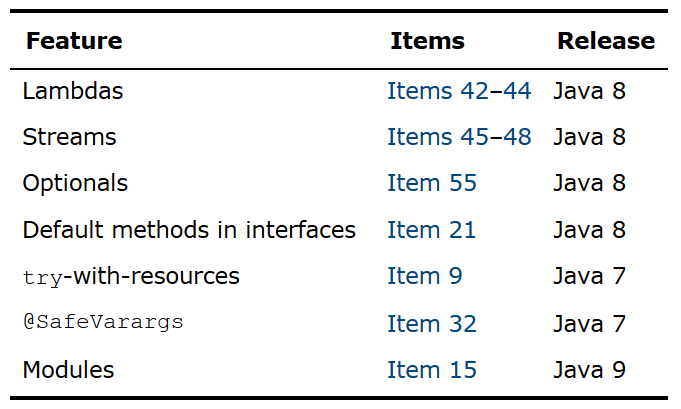 Feature Items Release
Lambdas Items 42–44 Java 8
Streams Items 45–48 Java 8
Optionals Item 55 Java 8
Default methods in interfaces Item 21 Java 8
try-with-resources Item 9 Java 7
@SafeVarargs Item 32 Java 7
Modules Item 15 Java 9